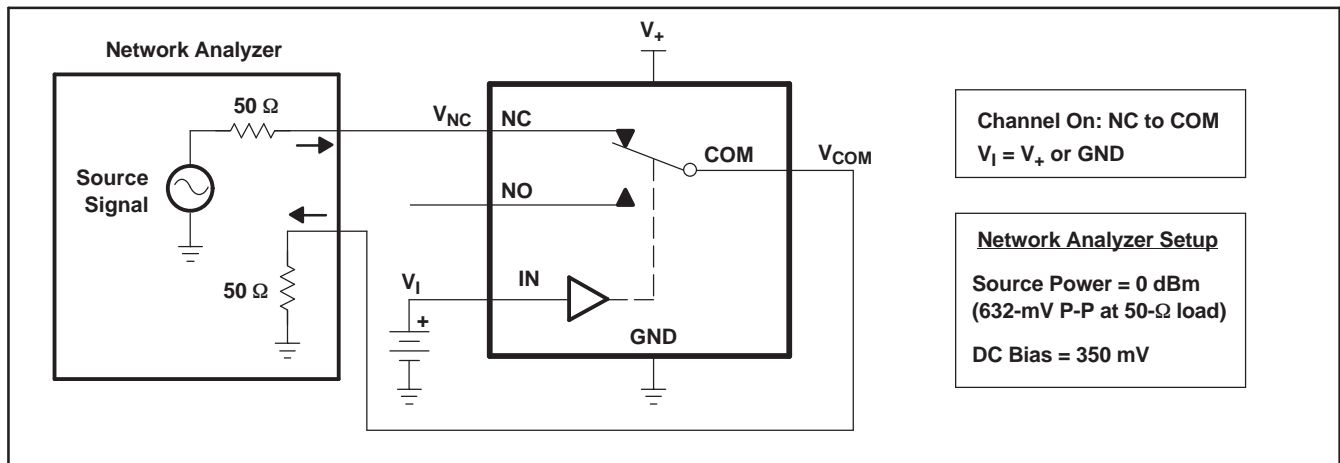 Network Analyzer
50 Ω
Source
Signal
50 Ω
V+
VNC
NC
COM
VCOM
NO
VI
IN
+
GND
Channel On: NC to COM
VI = V+ or GND
Network Analyzer Setup
Source Power = 0 dBm
(632-mV P-P at 50-Ω load)
DC Bias = 350 mV